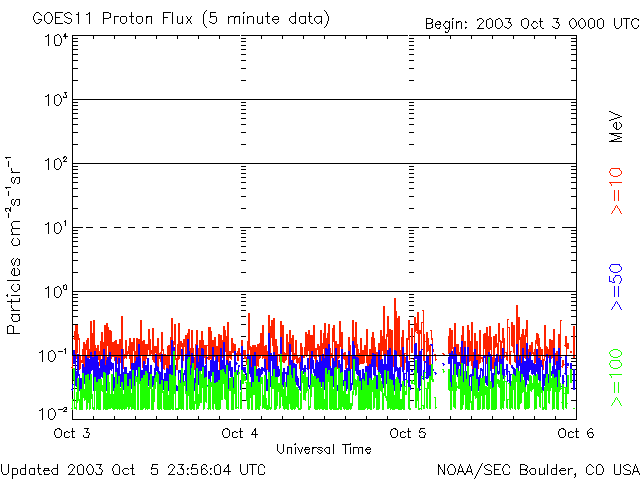 GOES11 Proton Flux (5 minute data)
Begin: 2003 Oct 3 0000 UTC
Particles cm⁻²s⁻¹sr⁻¹
10⁴
10³
10²
10¹
10⁰
10⁻¹
10⁻²
Oct 3 Oct 4 Oct 5 Oct 6
Universal Time
MeV
>=10
>=50
>=100
Updated 2003 Oct 5 23:56:04 UTC
NOAA/SEC Boulder, CO USA